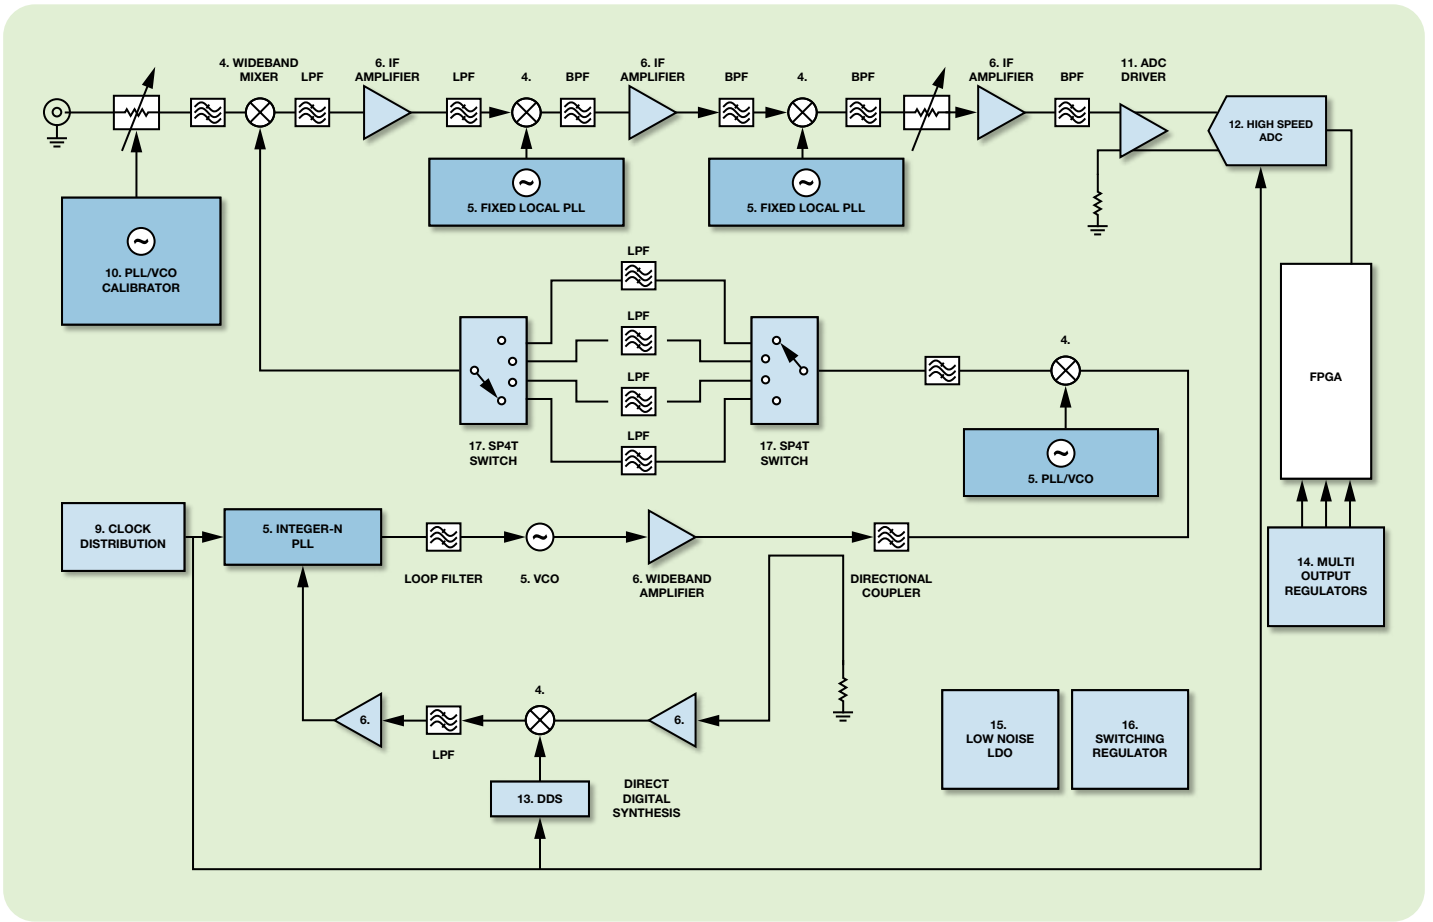 4. WIDEBAND
MIXER
LPF
6. IF
AMPLIFIER
LPF
4.
BPF
6. IF
AMPLIFIER
BPF
4.
BPF
6. IF
AMPLIFIER
BPF
11. ADC
DRIVER
12. HIGH SPEED
ADC
5. FIXED LOCAL PLL
5. FIXED LOCAL PLL
10. PLL/VCO
CALIBRATOR
LPF
LPF
LPF
LPF
17. SP4T
SWITCH
17. SP4T
SWITCH
4.
5. PLL/VCO
FPGA
9. CLOCK
DISTRIBUTION
5. INTEGER-N
PLL
LOOP FILTER
5. VCO
6. WIDEBAND
AMPLIFIER
DIRECTIONAL
COUPLER
14. MULTI
OUTPUT
REGULATORS
6.
LPF
4.
6.
13. DDS
DIRECT
DIGITAL
SYNTHESIS
15.
LOW NOISE
LDO
16.
SWITCHING
REGULATOR